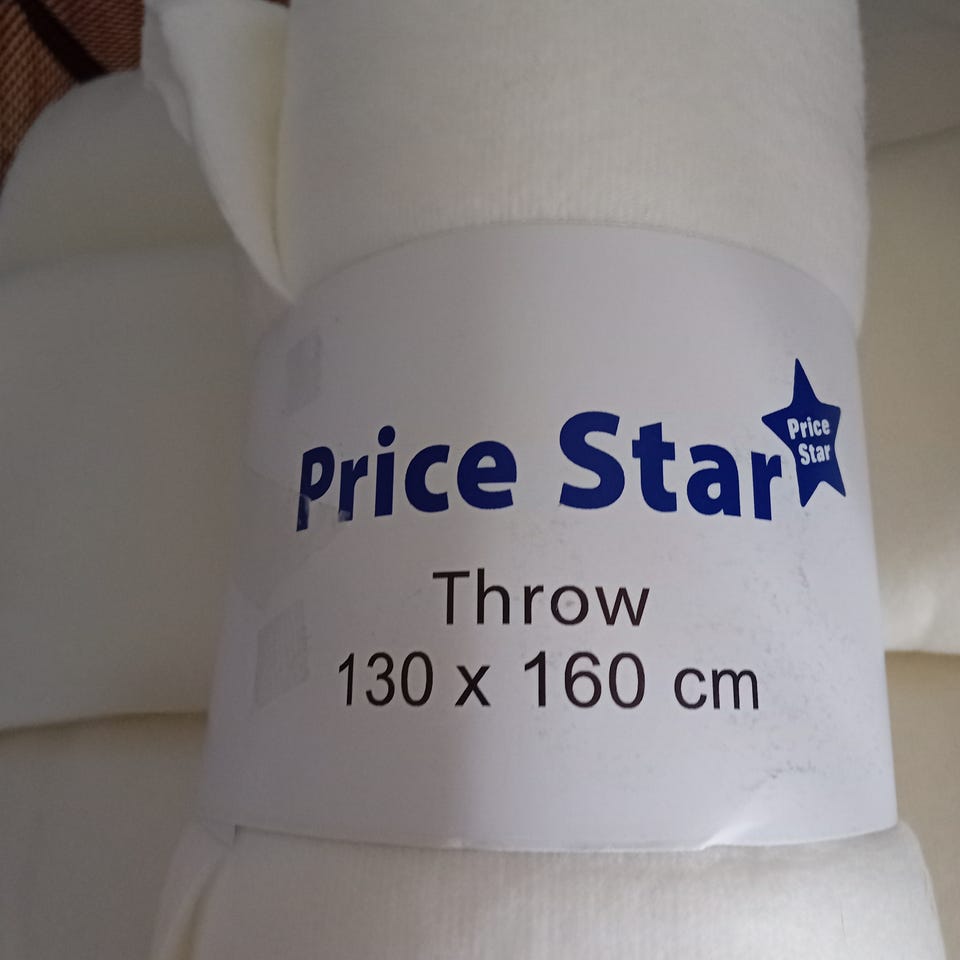 Price Star
Price
Star
Throw
130 x 160 cm